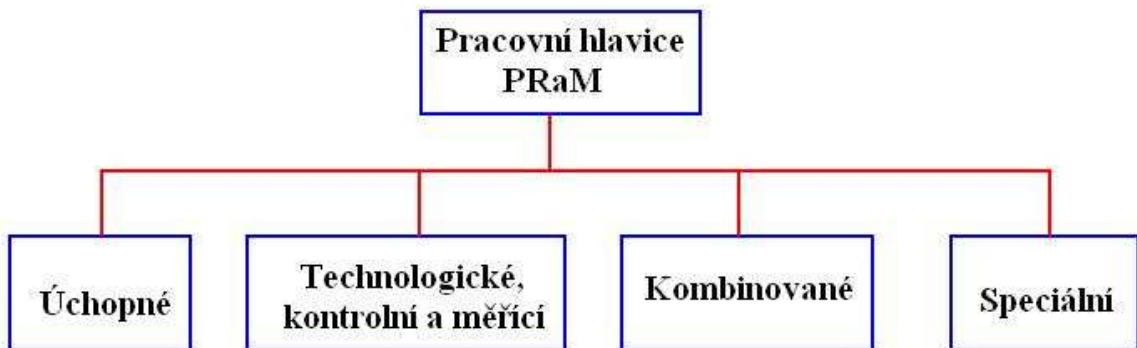 Pracovní hlavice
PRaM
Úchopné
Technologické,
kontrolní a měřící
Kombinované
Speciální